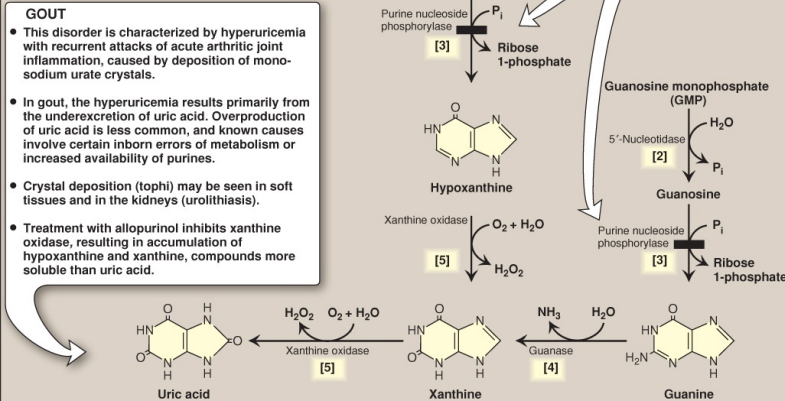 GOUT
• This disorder is characterized by hyperuricemia
with recurrent attacks of acute arthritic joint
inflammation, caused by deposition of mono-
sodium urate crystals.
• In gout, the hyperuricemia results primarily from
the underexcretion of uric acid. Overproduction
of uric acid is less common, and known causes
involve certain inborn errors of metabolism or
increased availability of purines.
• Crystal deposition (tophi) may be seen in soft
tissues and in the kidneys (urolithiasis).
• Treatment with allopurinol inhibits xanthine
oxidase, resulting in accumulation of
hypoxanthine and xanthine, compounds more
soluble than uric acid.
Purine nucleoside
phosphorylase
[3]
Pi
Ribose
1-phosphate
O
HN
N
N
N
H
Hypoxanthine
Xanthine oxidase
[5]
O2 + H2O
H2O2
Guanosine monophosphate
(GMP)
5′-Nucleotidase
[2]
H2O
Pi
Guanosine
Purine nucleoside
phosphorylase
[3]
Pi
Ribose
1-phosphate
O
H
N
HN
O
O
N
H
N
H
Uric acid
H2O2 O2 + H2O
Xanthine oxidase
[5]
O
HN
N
O
N
H
N
H
Xanthine
NH3 H2O
Guanase
[4]
O
HN
N
H2N
N
N
H
Guanine